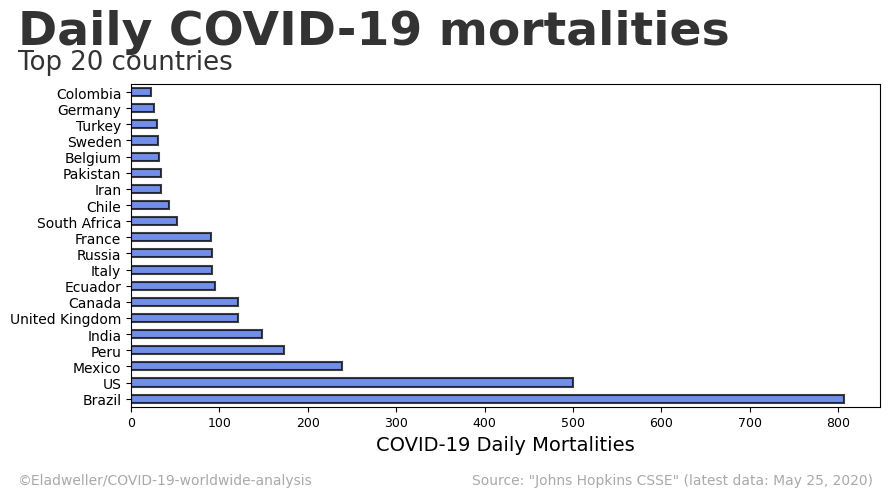 Daily COVID-19 mortalities
Top 20 countries
Colombia
Germany
Turkey
Sweden
Belgium
Pakistan
Iran
Chile
South Africa
France
Russia
Italy
Ecuador
Canada
United Kingdom
India
Peru
Mexico
US
Brazil
0 100 200 300 400 500 600 700 800
COVID-19 Daily Mortalities
©Eladweller/COVID-19-worldwide-analysis Source: "Johns Hopkins CSSE" (latest data: May 25, 2020)